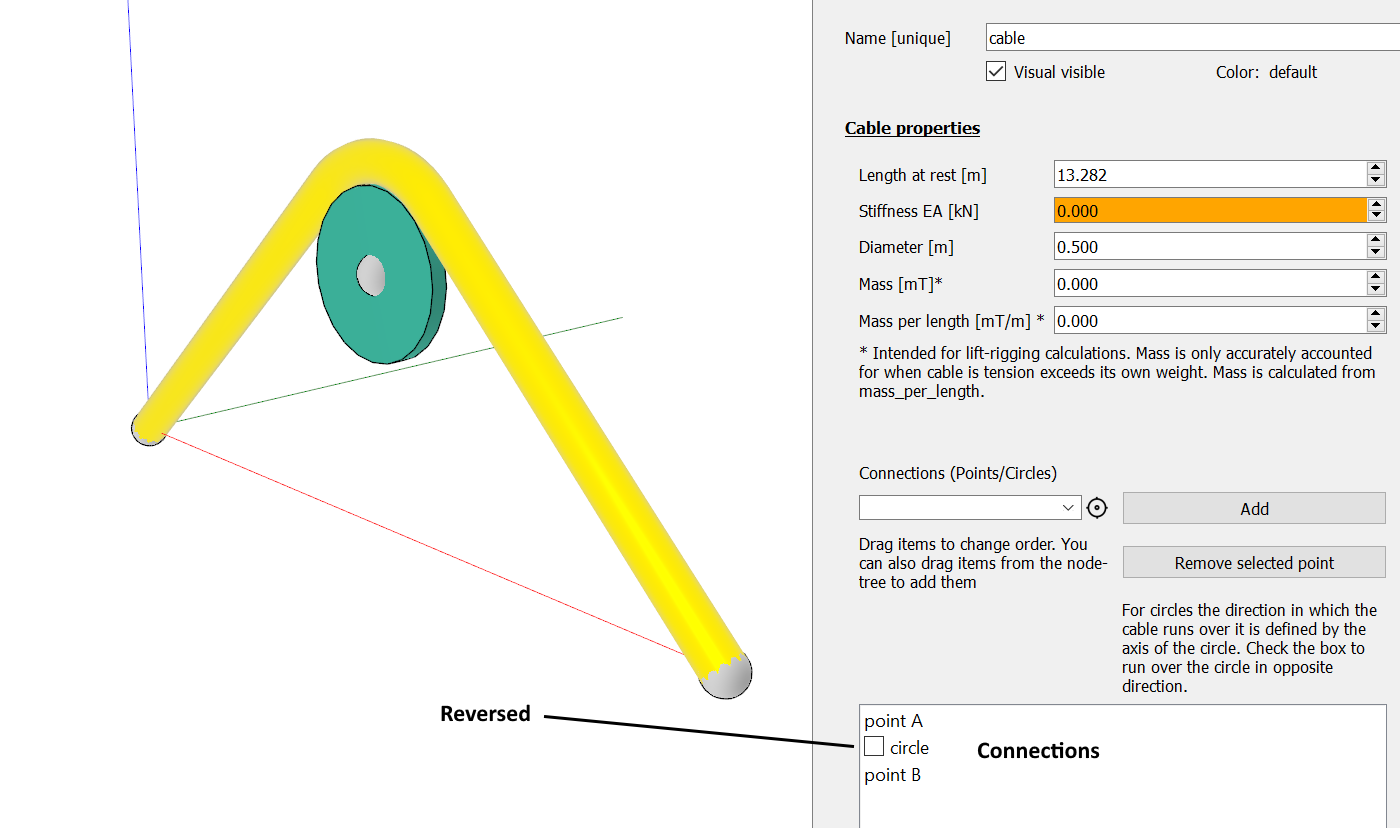 Name [unique] cable
Visual visible Color: default
Cable properties
Length at rest [m] 13.282
Stiffness EA [kN] 0.000
Diameter [m] 0.500
Mass [mT]* 0.000
Mass per length [mT/m] * 0.000
* Intended for lift-rigging calculations. Mass is only accurately accounted
for when cable is tension exceeds its own weight. Mass is calculated from
mass_per_length.
Connections (Points/Circles)
Add
Drag items to change order. You
can also drag items from the node-
tree to add them
Remove selected point
For circles the direction in which the
cable runs over it is defined by the
axis of the circle. Check the box to
run over the circle in opposite
direction.
Reversed
point A
circle
point B
Connections